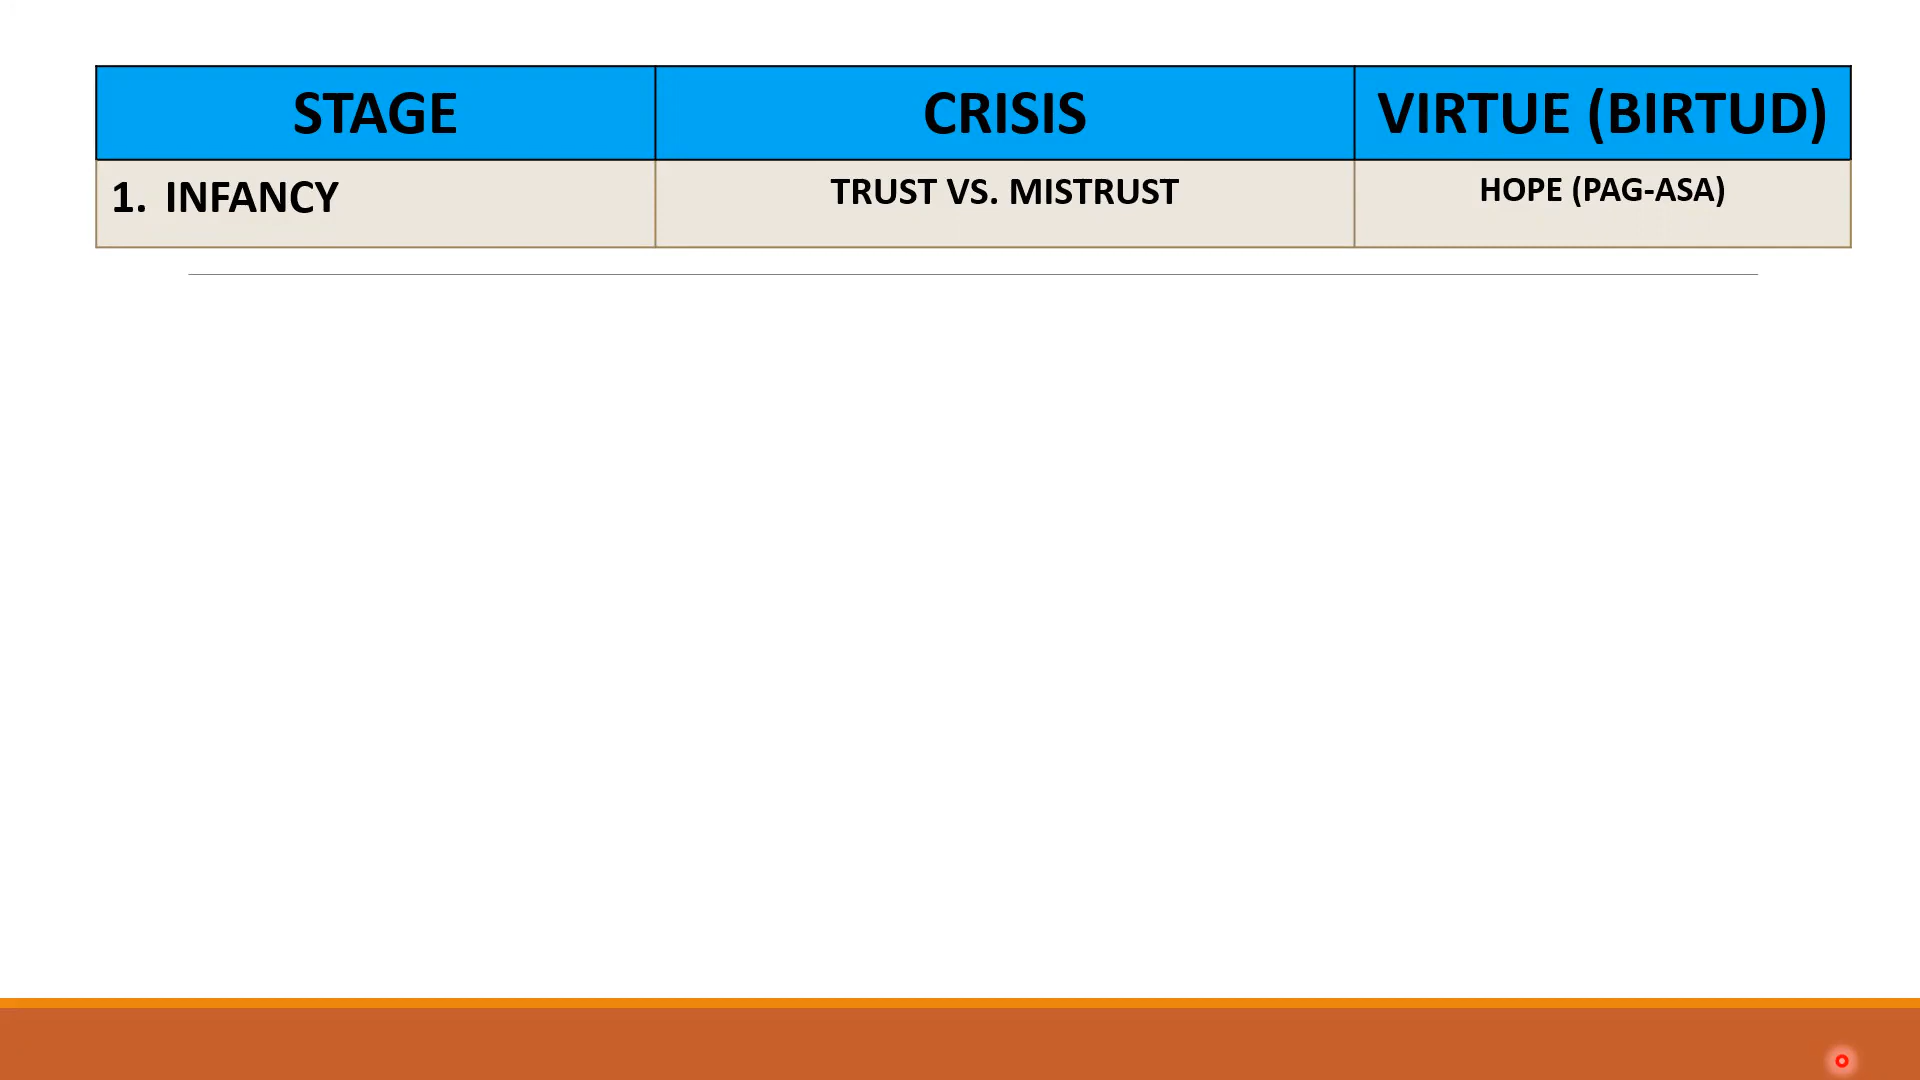 STAGE CRISIS VIRTUE (BIRTUD)
1. INFANCY TRUST VS. MISTRUST HOPE (PAG-ASA)